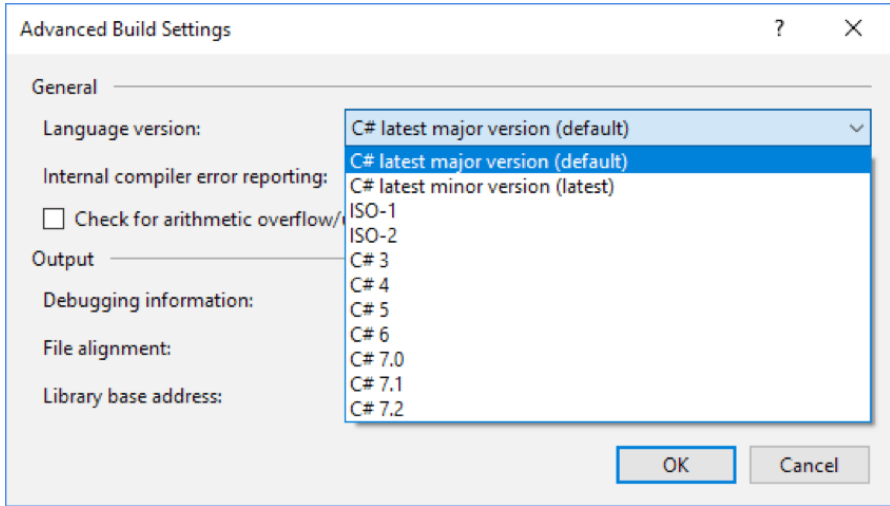 Advanced Build Settings ?
General
Language version: C# latest major version (default)
C# latest major version (default)
Internal compiler error reporting:
C# latest minor version (latest)
ISO-1
Check for arithmetic overflow/
ISO-2
Output
C# 3
C# 4
Debugging information:
C# 5
C# 6
File alignment:
C# 7.0
C# 7.1
Library base address:
C# 7.2
OK Cancel